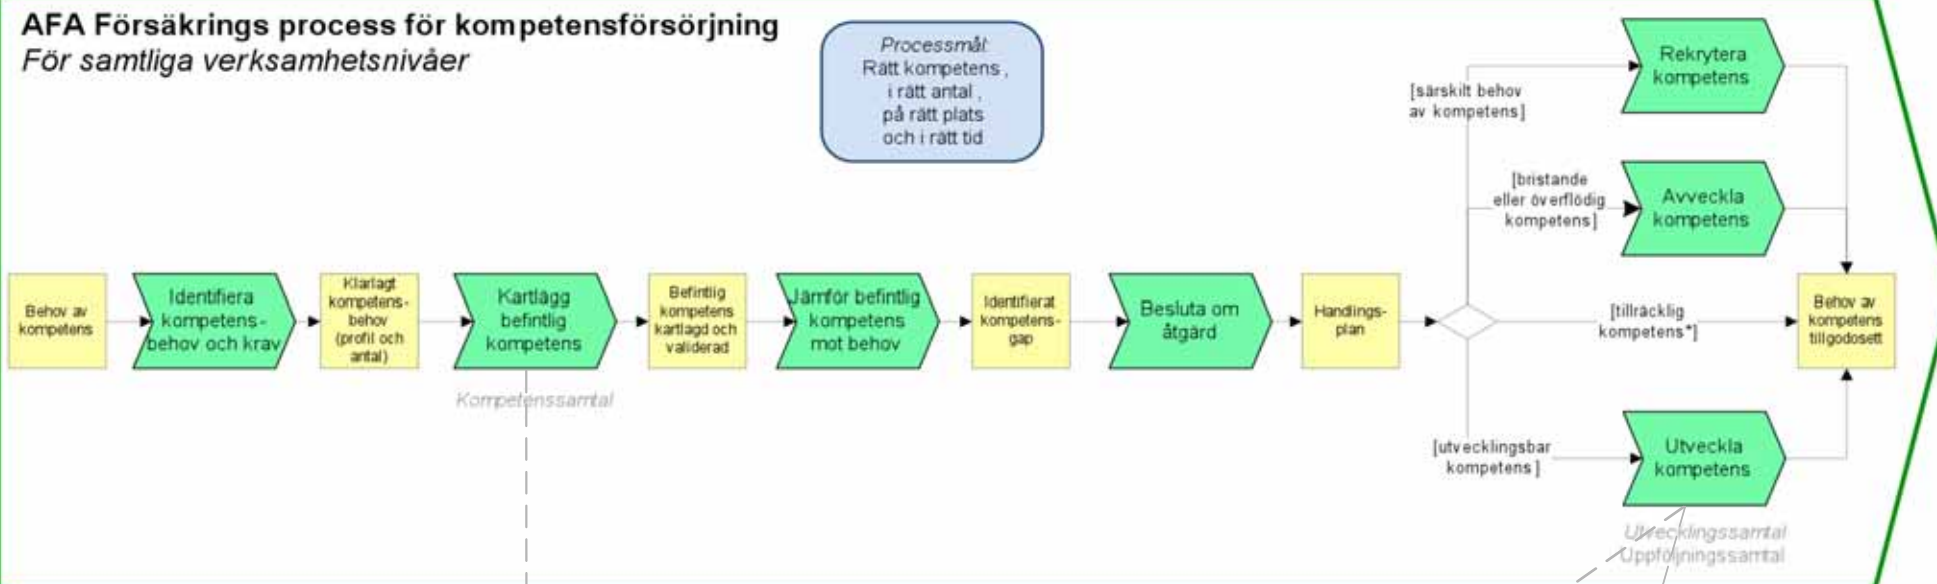 AFA Försäkrings process för kompetensförsörjning
För samtliga verksamhetsnivåer
Processmål:
Rätt kompetens,
i rätt antal,
på rätt plats
och i rätt tid
Behov av
kompetens
Identifiera
kompetens-
behov och krav
Klarlagt
kompetens-
behov
(profil och
antal)
Kartlägg
befintlig
kompetens
Kompetenssamtal
Befintlig
kompetens
kartlagd och
validerad
Jämför befintlig
kompetens
mot behov
Identifierat
kompetens-
gap
Besluta om
åtgärd
Handlings-
plan
[särskilt behov
av kompetens]
Rekrytera
kompetens
[bristande
eller överflödig
kompetens]
Avveckla
kompetens
[tillräcklig
kompetens*]
Behov av
kompetens
tillgodosett
[utvecklingsbar
kompetens]
Utveckla
kompetens
Utvecklingssamtal
Uppföljningssamtal